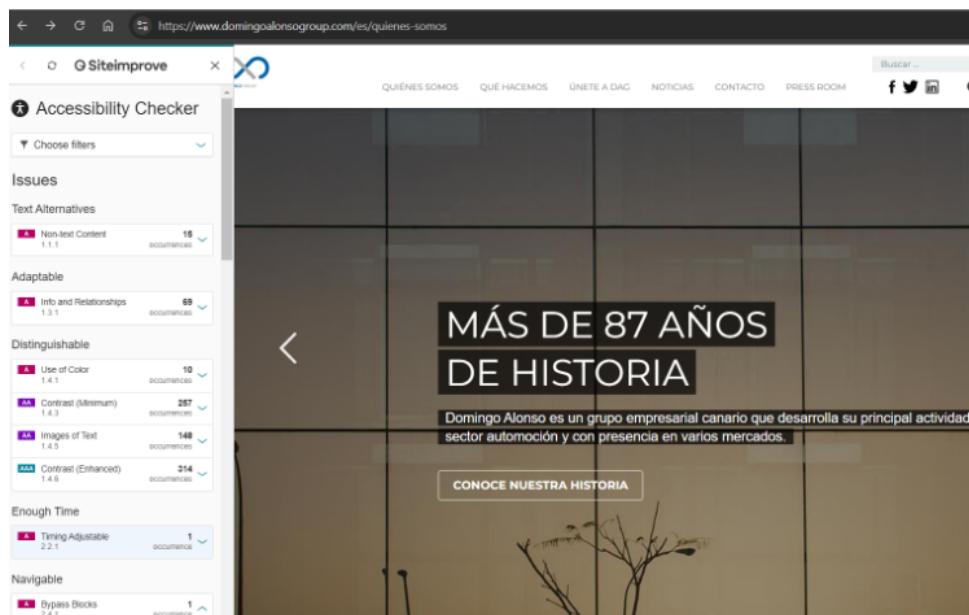 https://www.domingoalonsogroup.com/es/quienes-somos
Siteimprove
Accessibility Checker
Choose filters
Issues
Text Alternatives
A Non-text Content 15
1.1.1 occurrences
Adaptable
A Info and Relationships 69
1.3.1 occurrences
Distinguishable
A Use of Color 10
1.4.1 occurrences
AA Contrast (Minimum) 257
1.4.3 occurrences
AA Images of Text 148
1.4.5 occurrences
AAA Contrast (Enhanced) 314
1.4.6 occurrences
Enough Time
A Timing Adjustable 1
2.2.1 occurrence
Navigable
A Bypass Blocks 1
2.4.1 occurrence
Buscar ...
QUIÉNES SOMOS QUÉ HACEMOS ÚNETE A DAG NOTICIAS CONTACTO PRESS ROOM
MÁS DE 87 AÑOS
DE HISTORIA
Domingo Alonso es un grupo empresarial canario que desarrolla su principal actividad
sector automoción y con presencia en varios mercados.
CONOCE NUESTRA HISTORIA